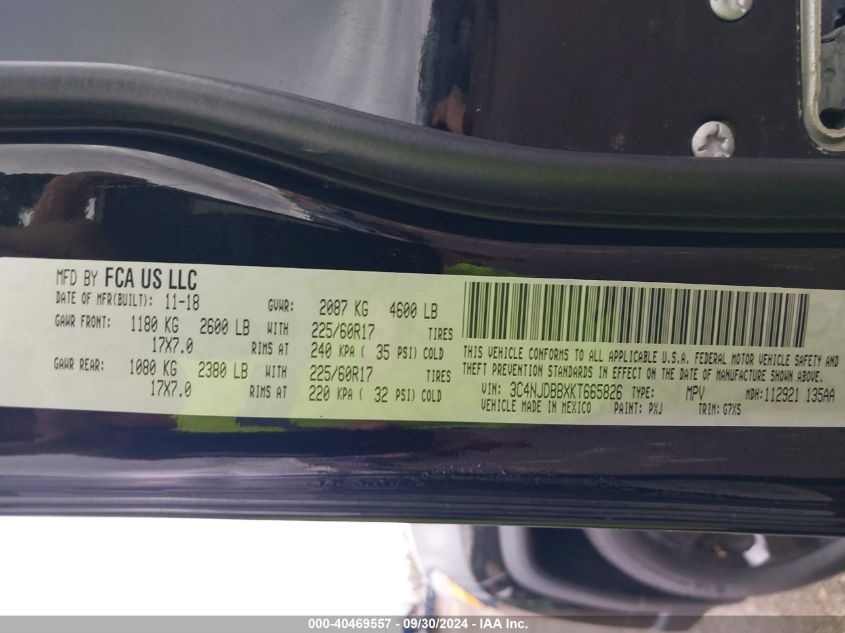 MFD BY FCA US LLC
DATE OF MFR(BUILT): 11-18 GVWR: 2087 KG 4600 LB
GAWR FRONT: 1180 KG 2600 LB WITH 225/60R17 TIRES
17X7.0 RIMS AT 240 KPA ( 35 PSI) COLD
GAWR REAR: 1080 KG 2380 LB WITH 225/60R17 TIRES
17X7.0 RIMS AT 220 KPA ( 32 PSI) COLD
THIS VEHICLE CONFORMS TO ALL APPLICABLE U.S.A. FEDERAL MOTOR VEHICLE SAFETY AND
THEFT PREVENTION STANDARDS IN EFFECT ON THE DATE OF MANUFACTURE SHOWN ABOVE.
VIN: 3C4NJDBBXKT665826 TYPE: MPV MDH: 112921 135AA
VEHICLE MADE IN MEXICO PAINT: PXJ TRIM: G7XS
000-40469557 - 09/30/2024 - IAA Inc.